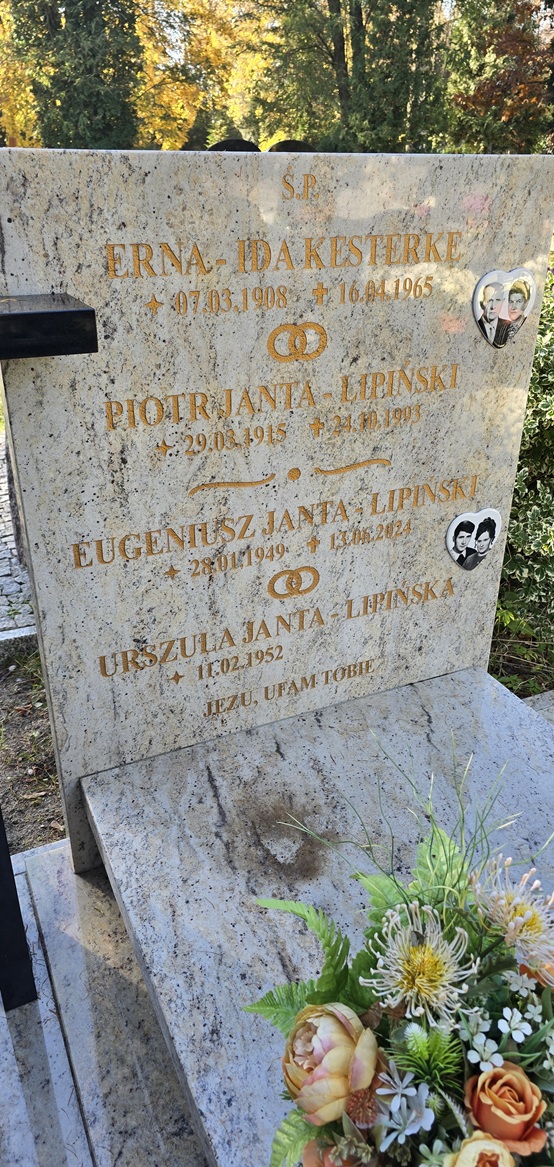 Ś.P.
ERNA - IDA KESTERKE
07.03.1908 16.04.1965
PIOTR JANTA - LIPIŃSKI
29.03.1915 21.10.1993
EUGENIUSZ JANTA - LIPIŃSKI
28.01.1949 13.08.2024
URSZULA JANTA - LIPIŃSKA
11.02.1952
JEZU, UFAM TOBIE